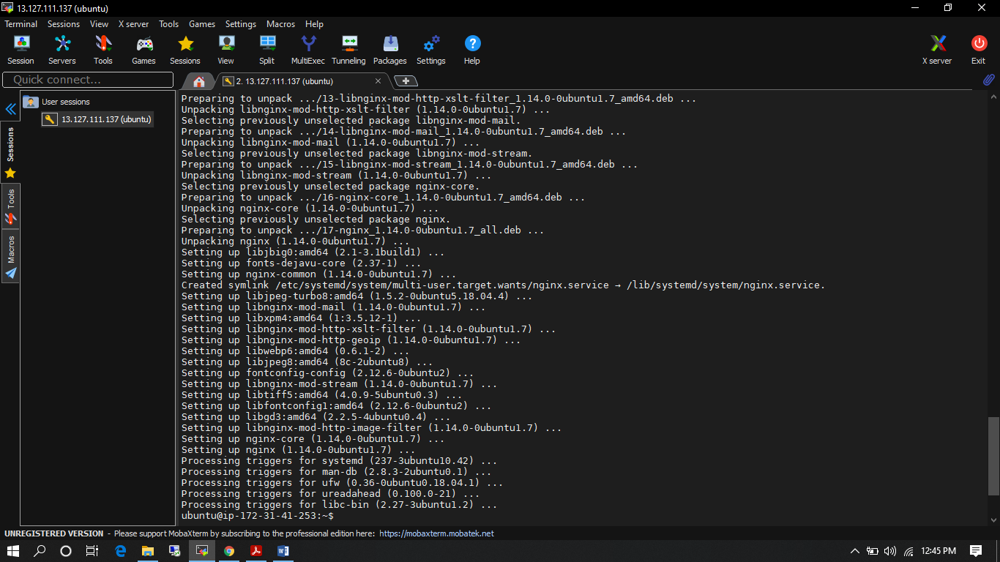 13.127.111.137 (ubuntu)
Terminal Sessions View X server Tools Games Settings Macros Help
Session Servers Tools Games Sessions View Split MultiExec Tunneling Packages Settings Help X server Exit
Quick connect...
2. 13.127.111.137 (ubuntu)
User sessions
13.127.111.137 (ubuntu)
Sessions
Tools
Macros
Preparing to unpack .../13-libnginx-mod-http-xslt-filter_1.14.0-0ubuntu1.7_amd64.deb ...
Unpacking libnginx-mod-http-xslt-filter (1.14.0-0ubuntu1.7) ...
Selecting previously unselected package libnginx-mod-mail.
Preparing to unpack .../14-libnginx-mod-mail_1.14.0-0ubuntu1.7_amd64.deb ...
Unpacking libnginx-mod-mail (1.14.0-0ubuntu1.7) ...
Selecting previously unselected package libnginx-mod-stream.
Preparing to unpack .../15-libnginx-mod-stream_1.14.0-0ubuntu1.7_amd64.deb ...
Unpacking libnginx-mod-stream (1.14.0-0ubuntu1.7) ...
Selecting previously unselected package nginx-core.
Preparing to unpack .../16-nginx-core_1.14.0-0ubuntu1.7_amd64.deb ...
Unpacking nginx-core (1.14.0-0ubuntu1.7) ...
Selecting previously unselected package nginx.
Preparing to unpack .../17-nginx_1.14.0-0ubuntu1.7_all.deb ...
Unpacking nginx (1.14.0-0ubuntu1.7) ...
Setting up libjbig0:amd64 (2.1-3.1build1) ...
Setting up fonts-dejavu-core (2.37-1) ...
Setting up nginx-common (1.14.0-0ubuntu1.7) ...
Created symlink /etc/systemd/system/multi-user.target.wants/nginx.service → /lib/systemd/system/nginx.service.
Setting up libjpeg-turbo8:amd64 (1.5.2-0ubuntu5.18.04.4) ...
Setting up libnginx-mod-mail (1.14.0-0ubuntu1.7) ...
Setting up libxpm4:amd64 (1:3.5.12-1) ...
Setting up libnginx-mod-http-xslt-filter (1.14.0-0ubuntu1.7) ...
Setting up libnginx-mod-http-geoip (1.14.0-0ubuntu1.7) ...
Setting up libwebp6:amd64 (0.6.1-2) ...
Setting up libjpeg8:amd64 (8c-2ubuntu8) ...
Setting up fontconfig-config (2.12.6-0ubuntu2) ...
Setting up libnginx-mod-stream (1.14.0-0ubuntu1.7) ...
Setting up libtiff5:amd64 (4.0.9-5ubuntu0.3) ...
Setting up libfontconfig1:amd64 (2.12.6-0ubuntu2) ...
Setting up libgd3:amd64 (2.2.5-4ubuntu0.4) ...
Setting up libnginx-mod-http-image-filter (1.14.0-0ubuntu1.7) ...
Setting up nginx-core (1.14.0-0ubuntu1.7) ...
Setting up nginx (1.14.0-0ubuntu1.7) ...
Processing triggers for systemd (237-3ubuntu10.42) ...
Processing triggers for man-db (2.8.3-2ubuntu0.1) ...
Processing triggers for ufw (0.36-0ubuntu0.18.04.1) ...
Processing triggers for ureadahead (0.100.0-21) ...
Processing triggers for libc-bin (2.27-3ubuntu1.2) ...
ubuntu@ip-172-31-41-253:~$
UNREGISTERED VERSION - Please support MobaXterm by subscribing to the professional edition here: https://mobaxterm.mobatek.net
12:45 PM